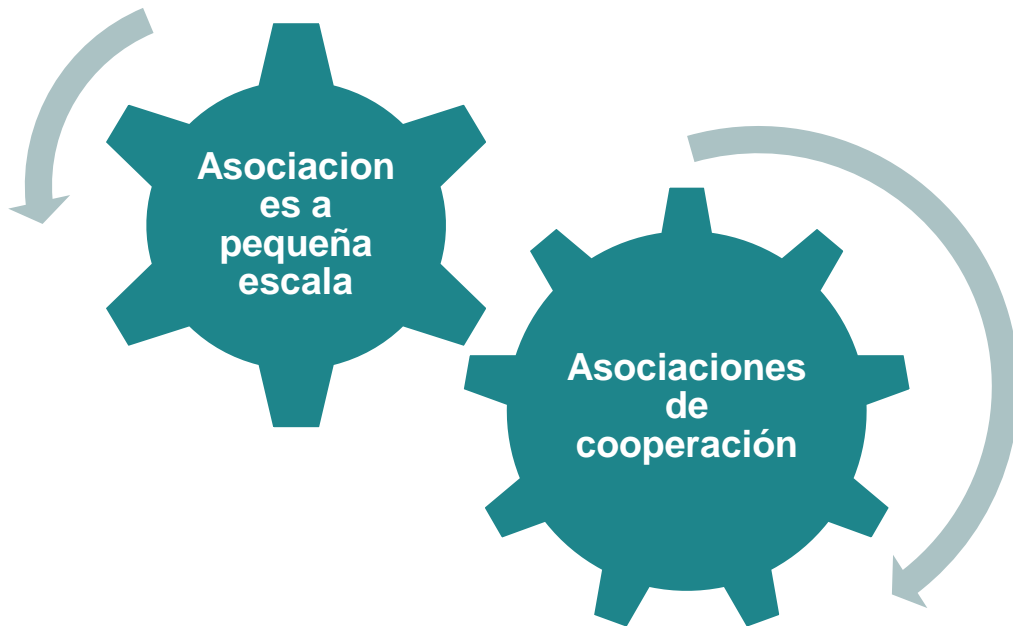 Asociacion
es a
pequeña
escala
Asociaciones
de
cooperación